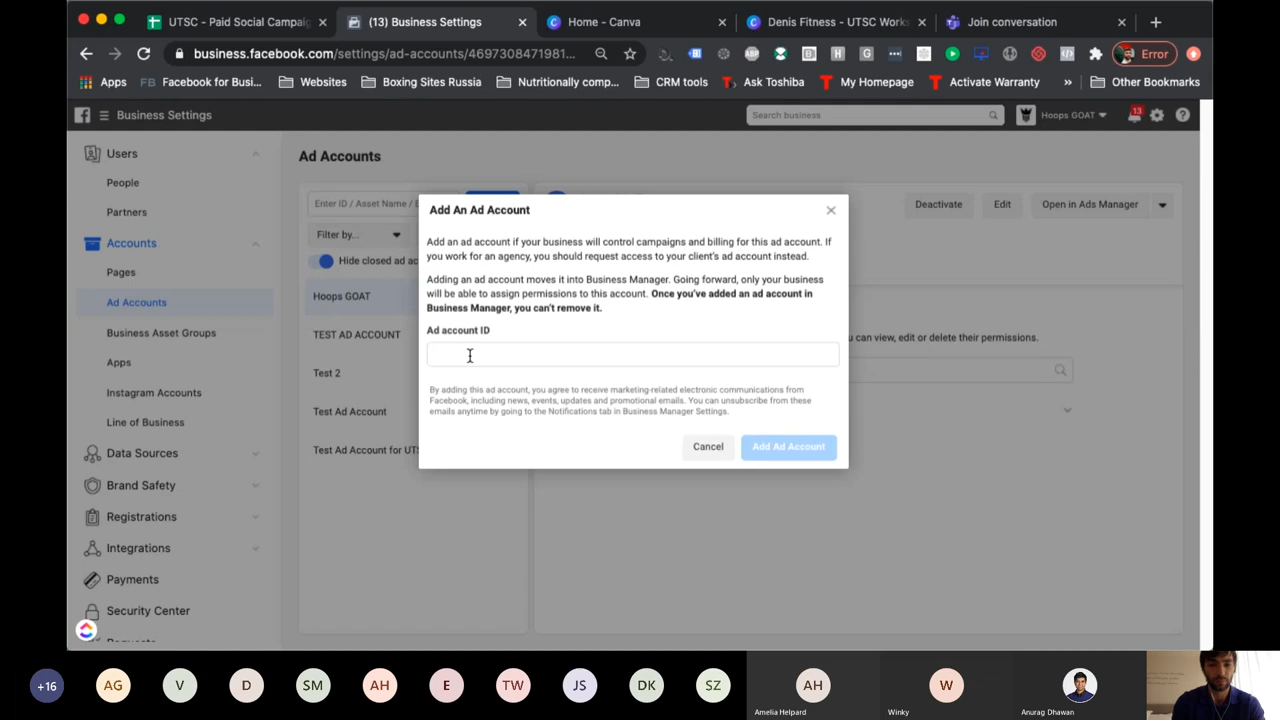 UTSC - Paid Social Campaig
(13) Business Settings
Home - Canva
Denis Fitness - UTSC Works
Join conversation
business.facebook.com/settings/ad-accounts/4697308471981...
Error
Apps
FB Facebook for Busi...
Websites
Boxing Sites Russia
Nutritionally comp...
CRM tools
Ask Toshiba
My Homepage
Activate Warranty
»
Other Bookmarks
Business Settings
Search business
Hoops GOAT
13
Users
People
Partners
Accounts
Pages
Ad Accounts
Business Asset Groups
Apps
Instagram Accounts
Line of Business
Data Sources
Brand Safety
Registrations
Integrations
Payments
Security Center
Requests
Ad Accounts
Enter ID / Asset Name / E
Filter by...
Hide closed ad ac
Hoops GOAT
TEST AD ACCOUNT
Test 2
Test Ad Account
Test Ad Account for UTS
Deactivate
Edit
Open in Ads Manager
u can view, edit or delete their permissions.
Add An Ad Account
Add an ad account if your business will control campaigns and billing for this ad account. If
you work for an agency, you should request access to your client's ad account instead.
Adding an ad account moves it into Business Manager. Going forward, only your business
will be able to assign permissions to this account. Once you've added an ad account in
Business Manager, you can't remove it.
Ad account ID
By adding this ad account, you agree to receive marketing-related electronic communications from
Facebook, including news, events, updates and promotional emails. You can unsubscribe from these
emails anytime by going to the Notifications tab in Business Manager Settings.
Cancel
Add Ad Account
+16
AG
V
D
SM
AH
E
TW
JS
DK
SZ
AH
Amelia Helpard
W
Winky
Anurag Dhawan